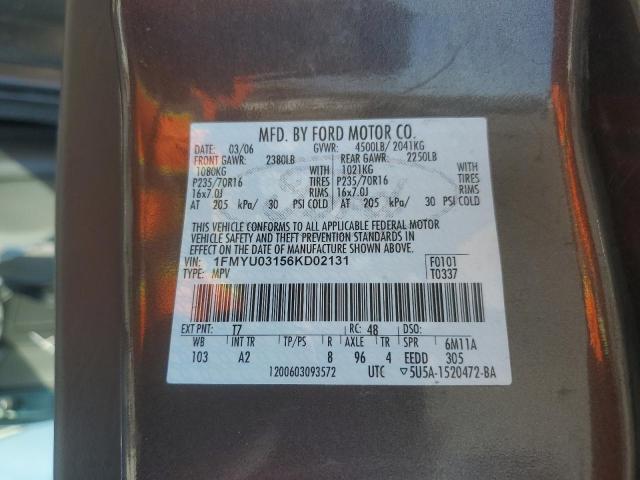 MFD. BY FORD MOTOR CO.
DATE: 03/06 GVWR: 4500LB/ 2041KG
FRONT GAWR: 2380LB REAR GAWR: 2250LB
1080KG 1021KG
P235/70R16 TIRES P235/70R16 TIRES
16x7.0J RIMS 16x7.0J RIMS
AT 205 kPa/ 30 PSI COLD AT 205 kPa/ 30 PSI COLD
THIS VEHICLE CONFORMS TO ALL APPLICABLE FEDERAL MOTOR
VEHICLE SAFETY AND THEFT PREVENTION STANDARDS IN
EFFECT ON THE DATE OF MANUFACTURE SHOWN ABOVE.
VIN: 1FMYU03156KD02131 F0101
TYPE: MPV T0337
EXT PNT: T7 RC: 48 DSO:
WB INT TR TP/PS R AXLE TR SPR 6M11A
103 A2 8 96 4 EEDD 305
1200603093572 UTC ▽5U5A-1520472-BA